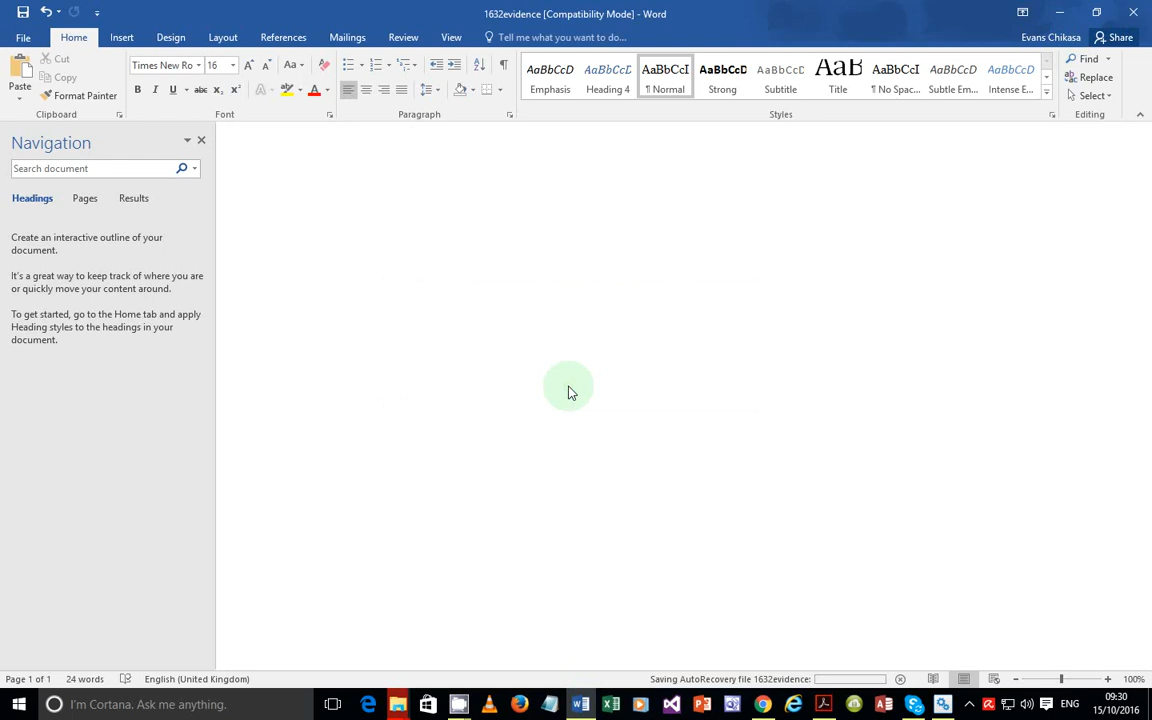 1632evidence [Compatibility Mode] - Word
File Home Insert Design Layout References Mailings Review View Tell me what you want to do... Evans Chikasa Share
Paste Cut Copy Format Painter
Clipboard
Times New Ro 16 Aa
B I U abc x₂ x² A A
Font
Paragraph
AaBbCcD Emphasis
AaBbCcD Heading 4
AaBbCcI ¶ Normal
AaBbCcD Strong
AaBbCcD Subtitle
AaB Title
AaBbCcI ¶ No Spac...
AaBbCcD Subtle Em...
AaBbCcD Intense E...
Styles
Find
Replace
Select
Editing
Navigation
Search document
Headings Pages Results
Create an interactive outline of your
document.
It's a great way to keep track of where you are
or quickly move your content around.
To get started, go to the Home tab and apply
Heading styles to the headings in your
document.
Page 1 of 1 24 words English (United Kingdom) Saving AutoRecovery file 1632evidence: 100%
I'm Cortana. Ask me anything.
ENG
09:30
15/10/2016